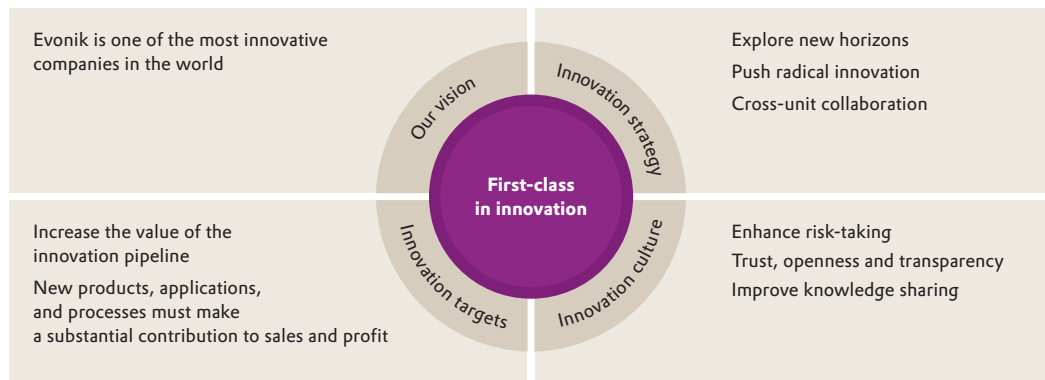 Evonik is one of the most innovative
companies in the world
Our vision
Innovation strategy
Explore new horizons
Push radical innovation
Cross-unit collaboration
First-class
in innovation
Increase the value of the
innovation pipeline
New products, applications,
and processes must make
a substantial contribution to sales and profit
Innovation targets
Innovation culture
Enhance risk-taking
Trust, openness and transparency
Improve knowledge sharing